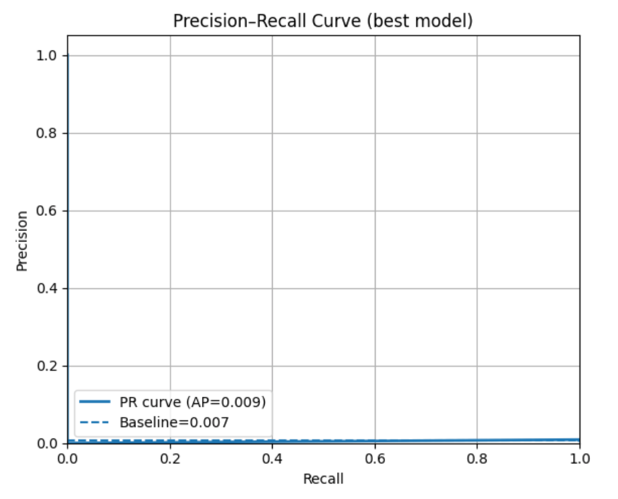 Precision–Recall Curve (best model)
Precision
1.0
0.8
0.6
0.4
0.2
0.0
PR curve (AP=0.009)
Baseline=0.007
0.0 0.2 0.4 0.6 0.8 1.0
Recall